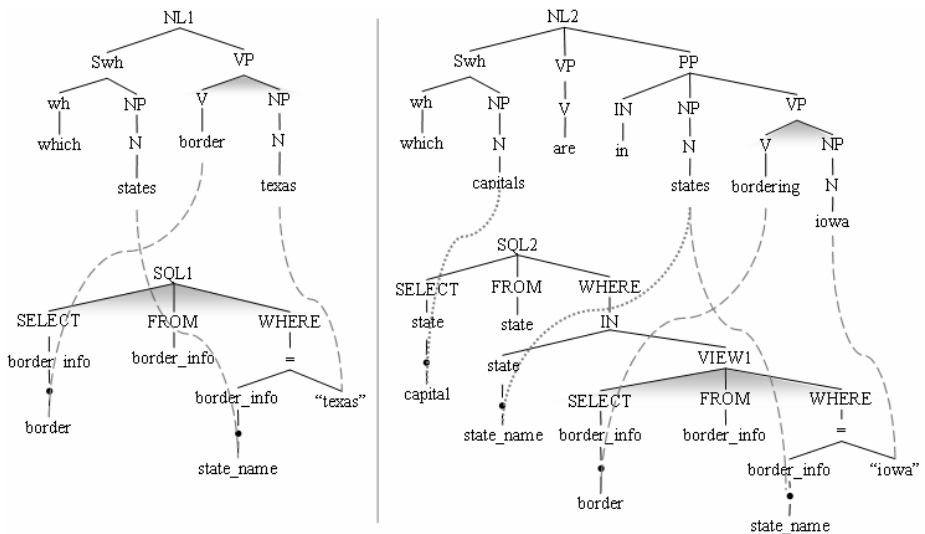 NL1
Swh VP
wh NP V NP
which N border N
states texas
SQL1
SELECT FROM WHERE
border_info border_info =
border_info "texas"
border
state_name
NL2
Swh VP PP
wh NP V IN NP VP
which N are in N V NP
capitals states bordering N
iowa
SQL2
SELECT FROM WHERE
state state IN
state VIEW1
capital SELECT FROM WHERE
state_name border_info border_info =
border_info "iowa"
border
state_name